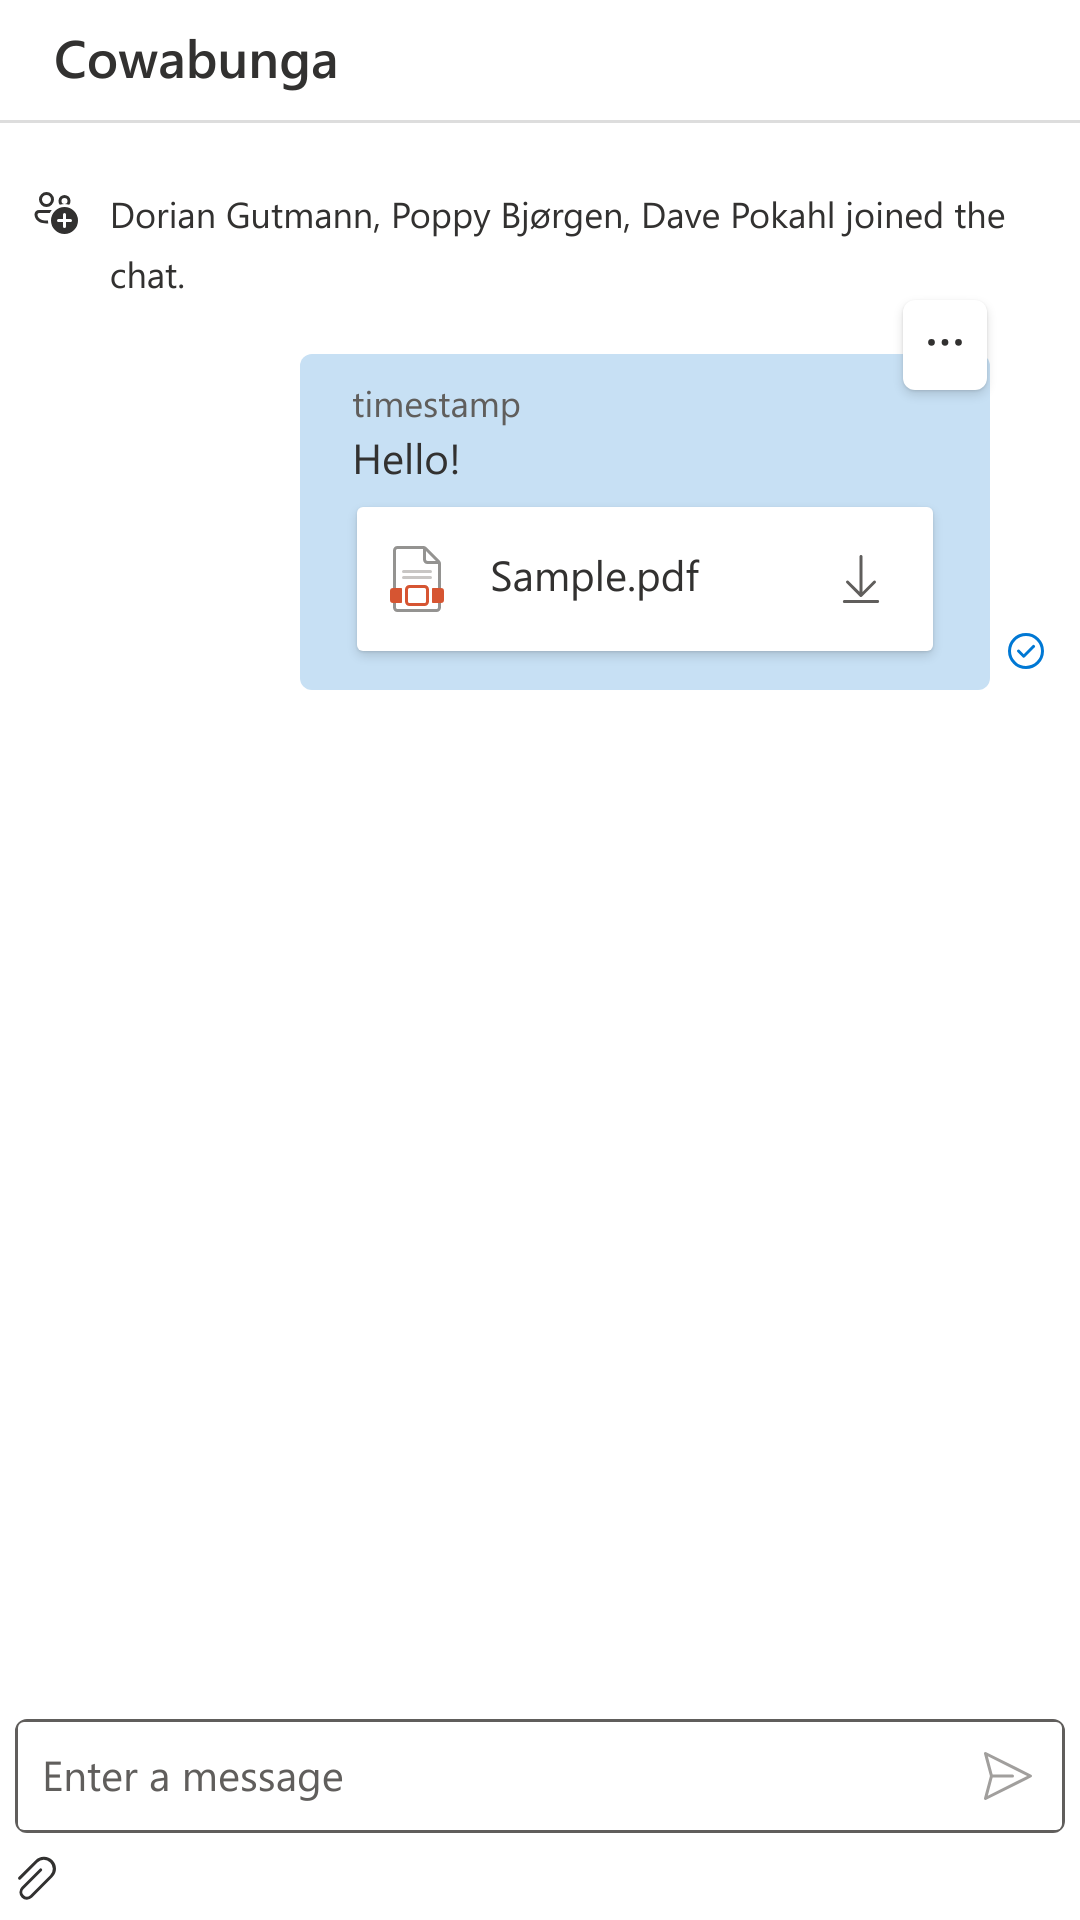 Cowabunga
Dorian Gutmann, Poppy Bjørgen, Dave Pokahl joined the
chat.
timestamp
Hello!
Sample.pdf
Enter a message